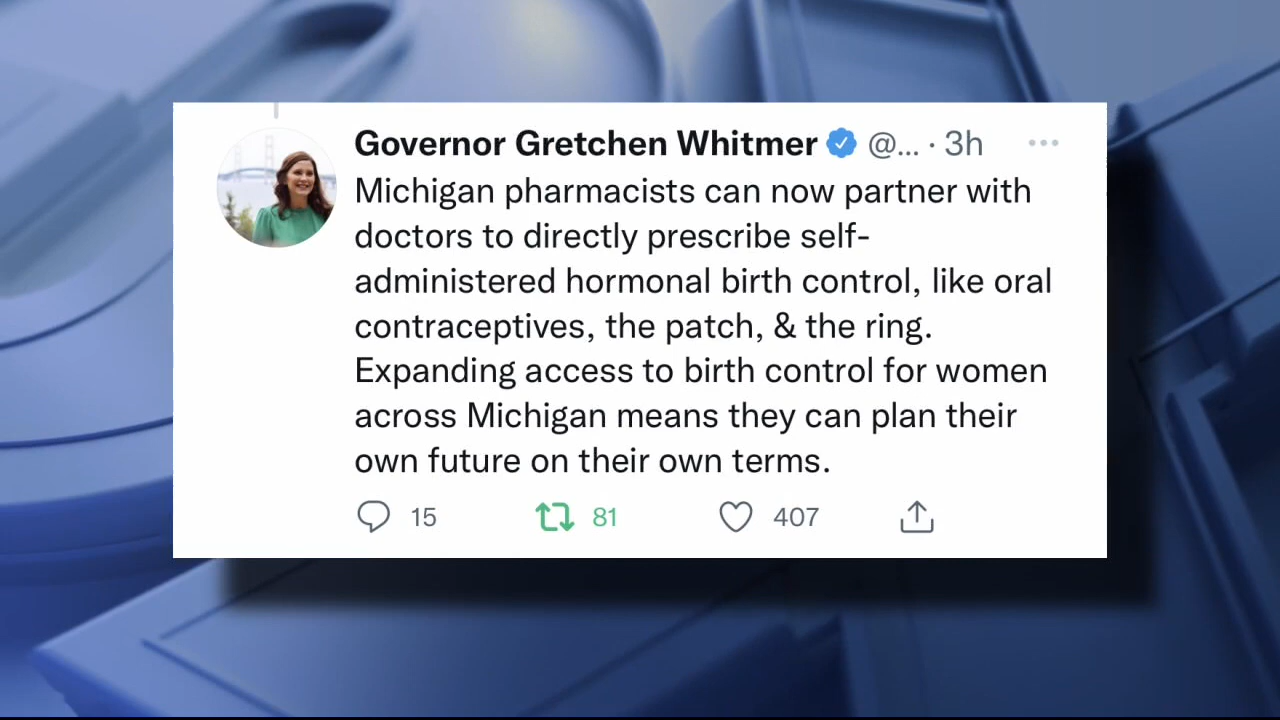 Governor Gretchen Whitmer @... · 3h
Michigan pharmacists can now partner with
doctors to directly prescribe self-
administered hormonal birth control, like oral
contraceptives, the patch, & the ring.
Expanding access to birth control for women
across Michigan means they can plan their
own future on their own terms.
15 81 407